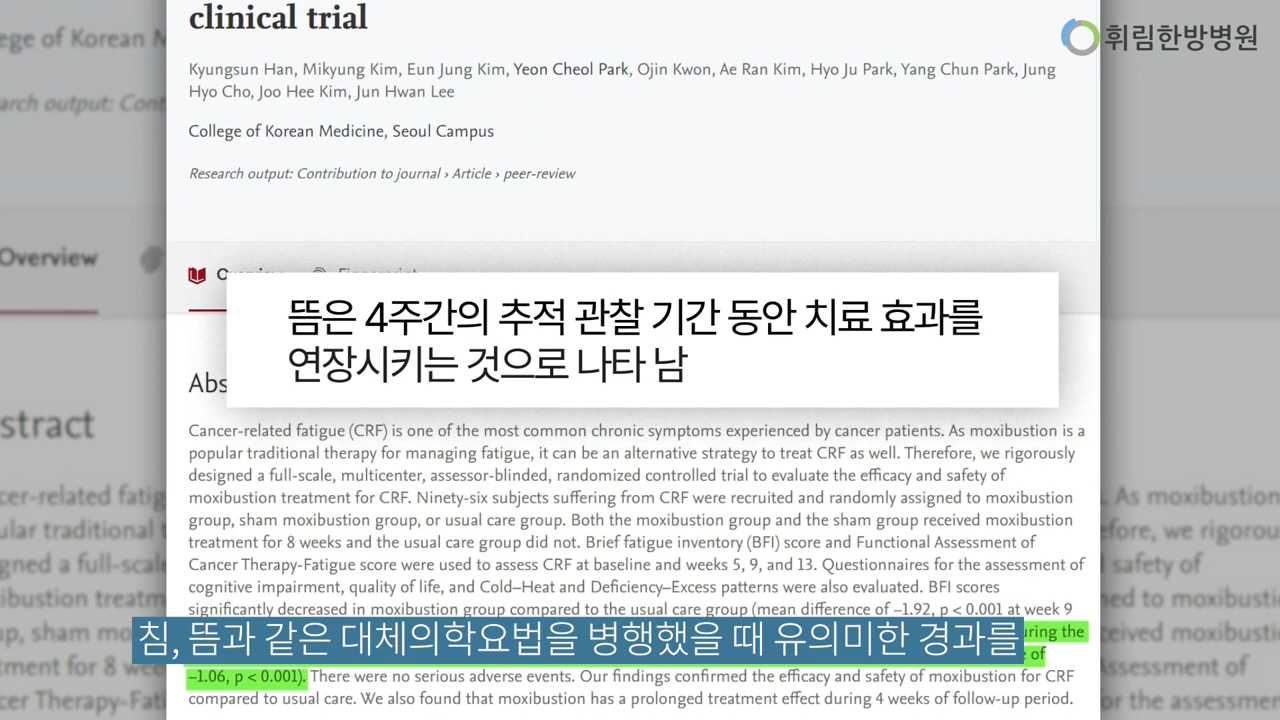 clinical trial
휘림한방병원
Kyungsun Han, Mikyung Kim, Eun Jung Kim, Yeon Cheol Park, Ojin Kwon, Ae Ran Kim, Hyo Ju Park, Yang Chun Park, Jung
Hyo Cho, Joo Hee Kim, Jun Hwan Lee
College of Korean Medicine, Seoul Campus
Research output: Contribution to journal › Article › peer-review
Overview
뜸은 4주간의 추적 관찰 기간 동안 치료 효과를
연장시키는 것으로 나타 남
Abs
Cancer-related fatigue (CRF) is one of the most common chronic symptoms experienced by cancer patients. As moxibustion is a
popular traditional therapy for managing fatigue, it can be an alternative strategy to treat CRF as well. Therefore, we rigorously
designed a full-scale, multicenter, assessor-blinded, randomized controlled trial to evaluate the efficacy and safety of
moxibustion treatment for CRF. Ninety-six subjects suffering from CRF were recruited and randomly assigned to moxibustion
group, sham moxibustion group, or usual care group. Both the moxibustion group and the sham group received moxibustion
treatment for 8 weeks and the usual care group did not. Brief fatigue inventory (BFI) score and Functional Assessment of
Cancer Therapy-Fatigue score were used to assess CRF at baseline and weeks 5, 9, and 13. Questionnaires for the assessment of
cognitive impairment, quality of life, and Cold–Heat and Deficiency–Excess patterns were also evaluated. BFI scores
significantly decreased in moxibustion group compared to the usual care group (mean difference of –1.92, p < 0.001 at week 9
침, 뜸과 같은 대체의학요법을 병행했을 때 유의미한 경과를
the
of
–1.06, p < 0.001). There were no serious adverse events. Our findings confirmed the efficacy and safety of moxibustion for CRF
compared to usual care. We also found that moxibustion has a prolonged treatment effect during 4 weeks of follow-up period.